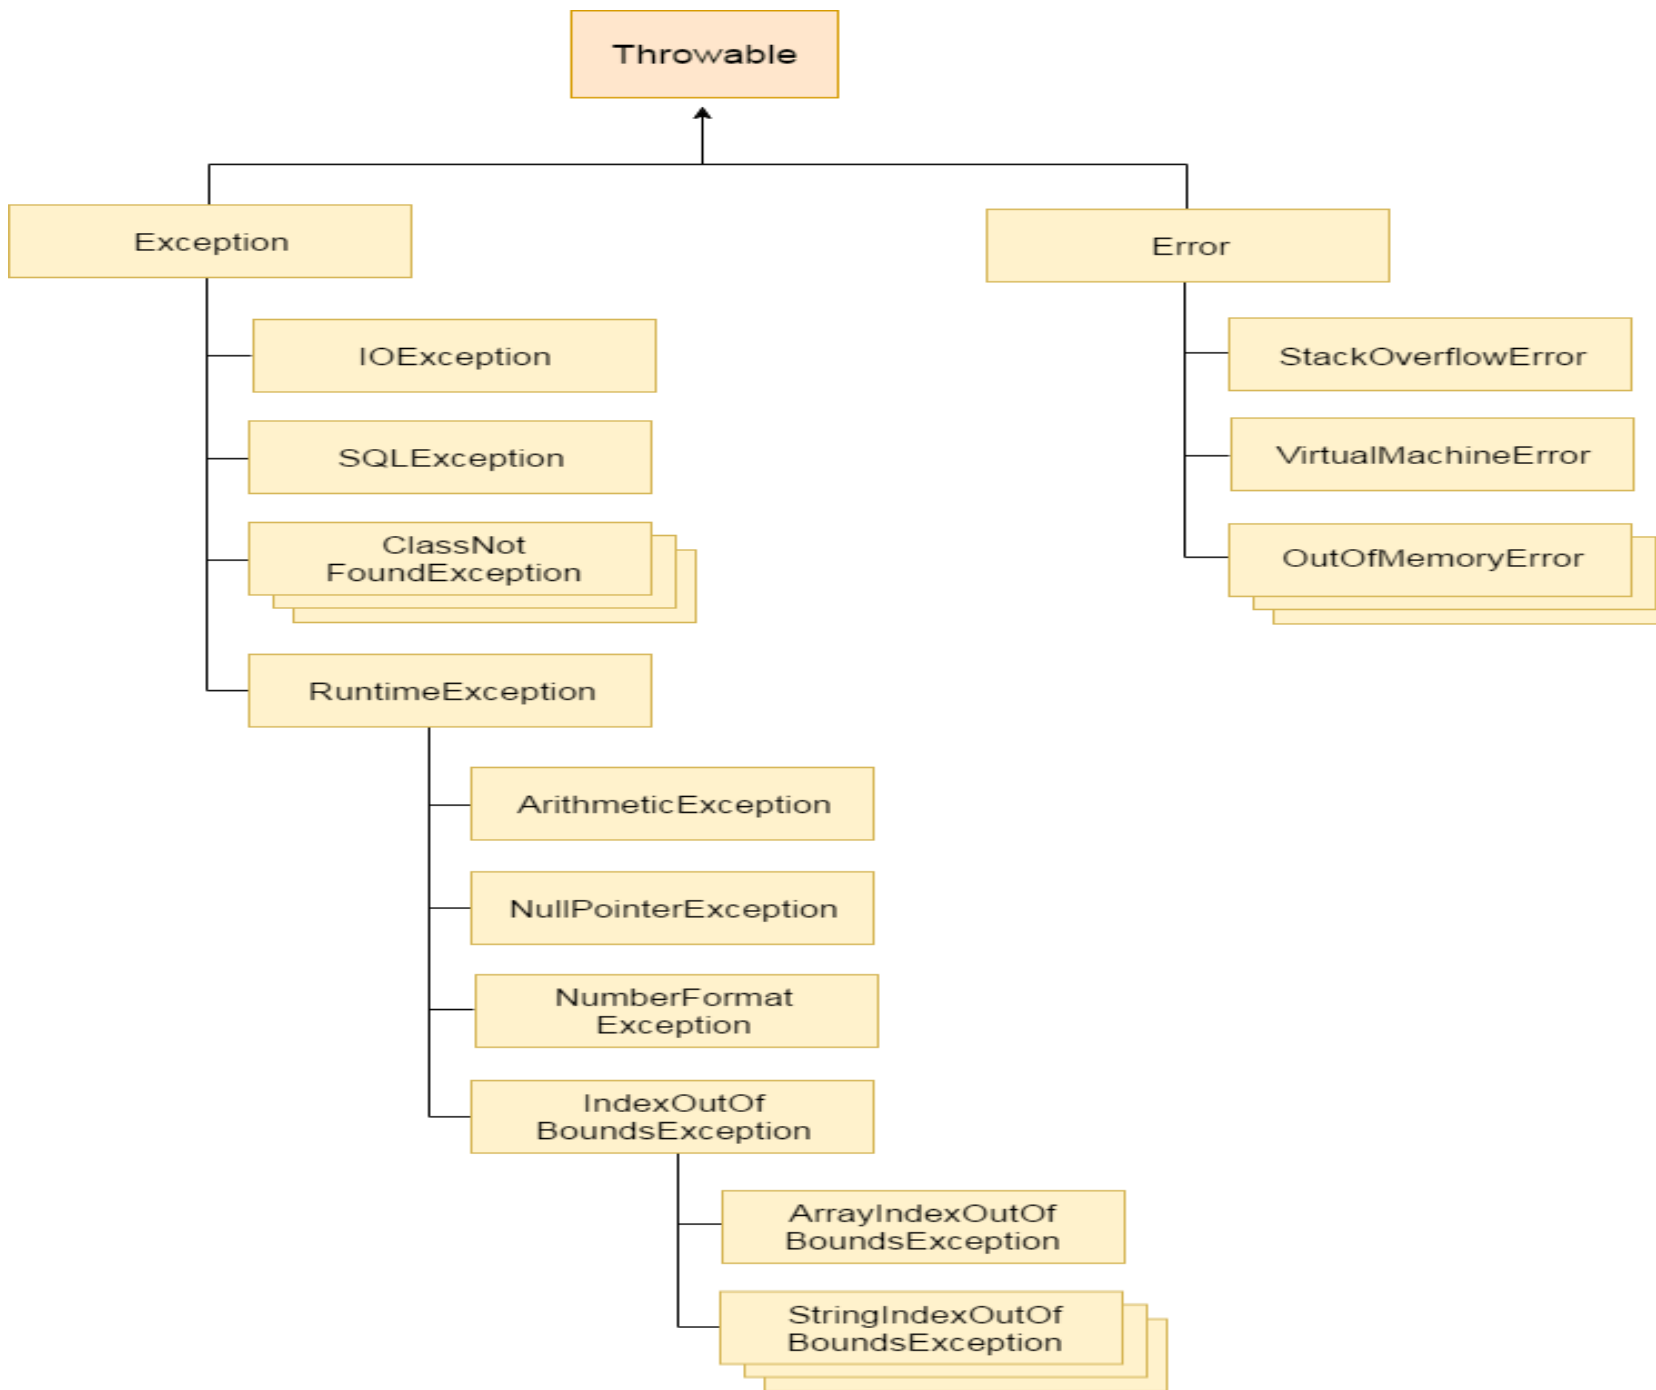 Throwable
Exception
Error
IOException
StackOverflowError
SQLException
VirtualMachineError
ClassNot
FoundException
OutOfMemoryError
RuntimeException
ArithmeticException
NullPointerException
NumberFormat
Exception
IndexOutOf
BoundsException
ArrayIndexOutOf
BoundsException
StringIndexOutOf
BoundsException